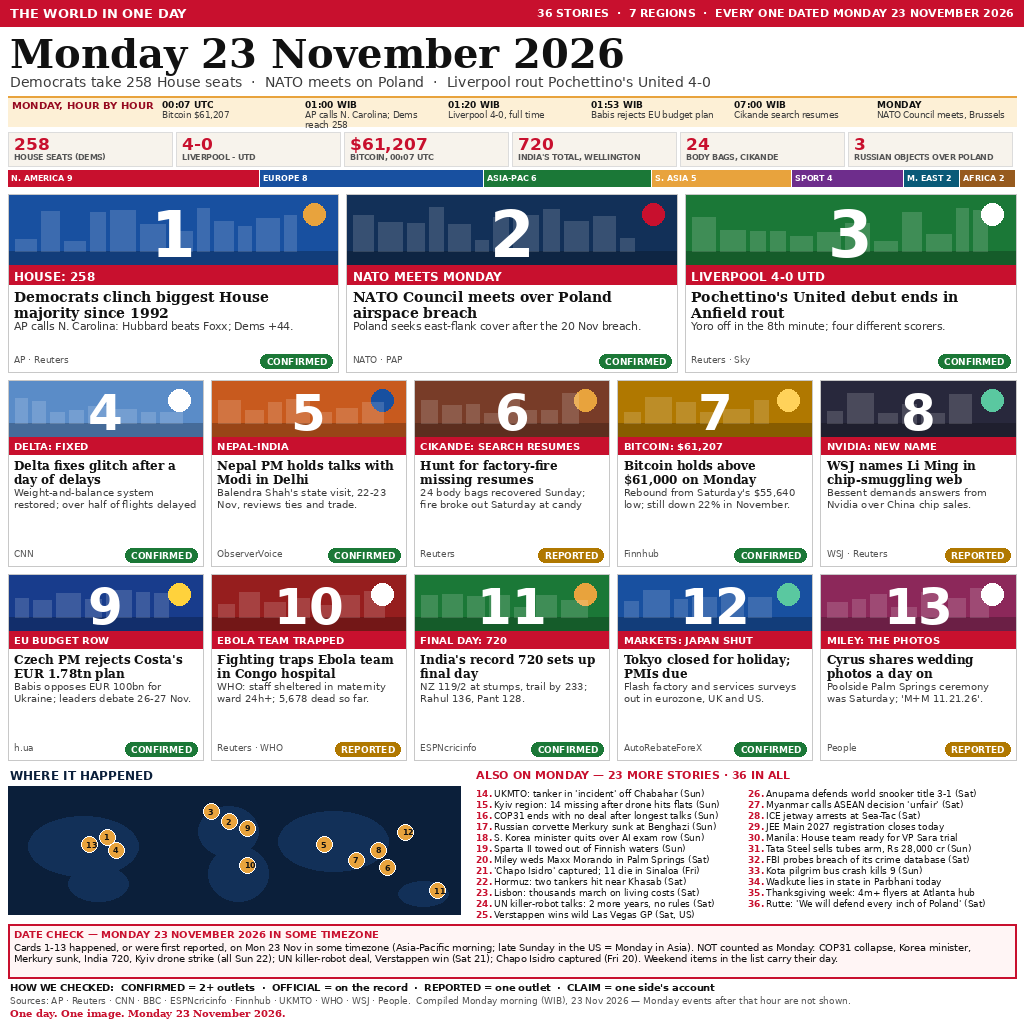 THE WORLD IN ONE DAY
36 STORIES · 7 REGIONS · EVERY ONE DATED MONDAY 23 NOVEMBER 2026
Monday 23 November 2026
Democrats take 258 House seats · NATO meets on Poland · Liverpool rout Pochettino's United 4-0
MONDAY, HOUR BY HOUR
00:07 UTC
Bitcoin $61,207
01:00 WIB
AP calls N. Carolina; Dems
reach 258
01:20 WIB
Liverpool 4-0, full time
01:53 WIB
Babis rejects EU budget plan
07:00 WIB
Cikande search resumes
MONDAY
NATO Council meets, Brussels
258
HOUSE SEATS (DEMS)
4-0
LIVERPOOL - UTD
$61,207
BITCOIN, 00:07 UTC
720
INDIA'S TOTAL, WELLINGTON
24
BODY BAGS, CIKANDE
3
RUSSIAN OBJECTS OVER POLAND
N. AMERICA 9
EUROPE 8
ASIA-PAC 6
S. ASIA 5
SPORT 4
M. EAST 2
AFRICA 2
1
HOUSE: 258
Democrats clinch biggest House
majority since 1992
AP calls N. Carolina: Hubbard beats Foxx; Dems +44.
AP · Reuters
CONFIRMED
2
NATO MEETS MONDAY
NATO Council meets over Poland
airspace breach
Poland seeks east-flank cover after the 20 Nov breach.
NATO · PAP
CONFIRMED
3
LIVERPOOL 4-0 UTD
Pochettino's United debut ends in
Anfield rout
Yoro off in the 8th minute; four different scorers.
Reuters · Sky
CONFIRMED
4
DELTA: FIXED
Delta fixes glitch after a
day of delays
Weight-and-balance system
restored; over half of flights delayed
CNN
CONFIRMED
5
NEPAL-INDIA
Nepal PM holds talks with
Modi in Delhi
Balendra Shah's state visit, 22-23
Nov, reviews ties and trade.
ObserverVoice
CONFIRMED
6
CIKANDE: SEARCH RESUMES
Hunt for factory-fire
missing resumes
24 body bags recovered Sunday;
fire broke out Saturday at candy
Reuters
REPORTED
7
BITCOIN: $61,207
Bitcoin holds above
$61,000 on Monday
Rebound from Saturday's $55,640
low; still down 22% in November.
Finnhub
CONFIRMED
8
NVIDIA: NEW NAME
WSJ names Li Ming in
chip-smuggling web
Bessent demands answers from
Nvidia over China chip sales.
WSJ · Reuters
REPORTED
9
EU BUDGET ROW
Czech PM rejects Costa's
EUR 1.78tn plan
Babis opposes EUR 100bn for
Ukraine; leaders debate 26-27 Nov.
h.ua
CONFIRMED
10
EBOLA TEAM TRAPPED
Fighting traps Ebola team
in Congo hospital
WHO: staff sheltered in maternity
ward 24h+; 5,678 dead so far.
Reuters · WHO
REPORTED
11
FINAL DAY: 720
India's record 720 sets up
final day
NZ 119/2 at stumps, trail by 233;
Rahul 136, Pant 128.
ESPNcricinfo
CONFIRMED
12
MARKETS: JAPAN SHUT
Tokyo closed for holiday;
PMIs due
Flash factory and services surveys
out in eurozone, UK and US.
AutoRebateForeX
CONFIRMED
13
MILEY: THE PHOTOS
Cyrus shares wedding
photos a day on
Poolside Palm Springs ceremony
was Saturday; 'M+M 11.21.26'.
People
REPORTED
WHERE IT HAPPENED
3
2
9
1
13
4
10
5
12
8
7
6
11
ALSO ON MONDAY — 23 MORE STORIES · 36 IN ALL
14. UKMTO: tanker in 'incident' off Chabahar (Sun)
15. Kyiv region: 14 missing after drone hits flats (Sun)
16. COP31 ends with no deal after longest talks (Sun)
17. Russian corvette Merkury sunk at Benghazi (Sun)
18. S. Korea minister quits over AI exam row (Sun)
19. Sparta II towed out of Finnish waters (Sun)
20. Miley weds Maxx Morando in Palm Springs (Sat)
21. 'Chapo Isidro' captured; 11 die in Sinaloa (Fri)
22. Hormuz: two tankers hit near Khasab (Sat)
23. Lisbon: thousands march on living costs (Sat)
24. UN killer-robot talks: 2 more years, no rules (Sat)
25. Verstappen wins wild Las Vegas GP (Sat, US)
26. Anupama defends world snooker title 3-1 (Sat)
27. Myanmar calls ASEAN decision 'unfair' (Sat)
28. ICE jetway arrests at Sea-Tac (Sat)
29. JEE Main 2027 registration closes today
30. Manila: House team ready for VP Sara trial
31. Tata Steel sells tubes arm, Rs 28,000 cr (Sun)
32. FBI probes breach of its crime database (Sat)
33. Kota pilgrim bus crash kills 9 (Sun)
34. Wadkute lies in state in Parbhani today
35. Thanksgiving week: 4m+ flyers at Atlanta hub
36. Rutte: 'We will defend every inch of Poland' (Sat)
DATE CHECK — MONDAY 23 NOVEMBER 2026 IN SOME TIMEZONE
Cards 1-13 happened, or were first reported, on Mon 23 Nov in some timezone (Asia-Pacific morning; late Sunday in the US = Monday in Asia). NOT counted as Monday: COP31 collapse, Korea minister,
Merkury sunk, India 720, Kyiv drone strike (all Sun 22); UN killer-robot deal, Verstappen win (Sat 21); Chapo Isidro captured (Fri 20). Weekend items in the list carry their day.
HOW WE CHECKED: CONFIRMED = 2+ outlets · OFFICIAL = on the record · REPORTED = one outlet · CLAIM = one side's account
Sources: AP · Reuters · CNN · BBC · ESPNcricinfo · Finnhub · UKMTO · WHO · WSJ · People. Compiled Monday morning (WIB), 23 Nov 2026 — Monday events after that hour are not shown.
One day. One image. Monday 23 November 2026.